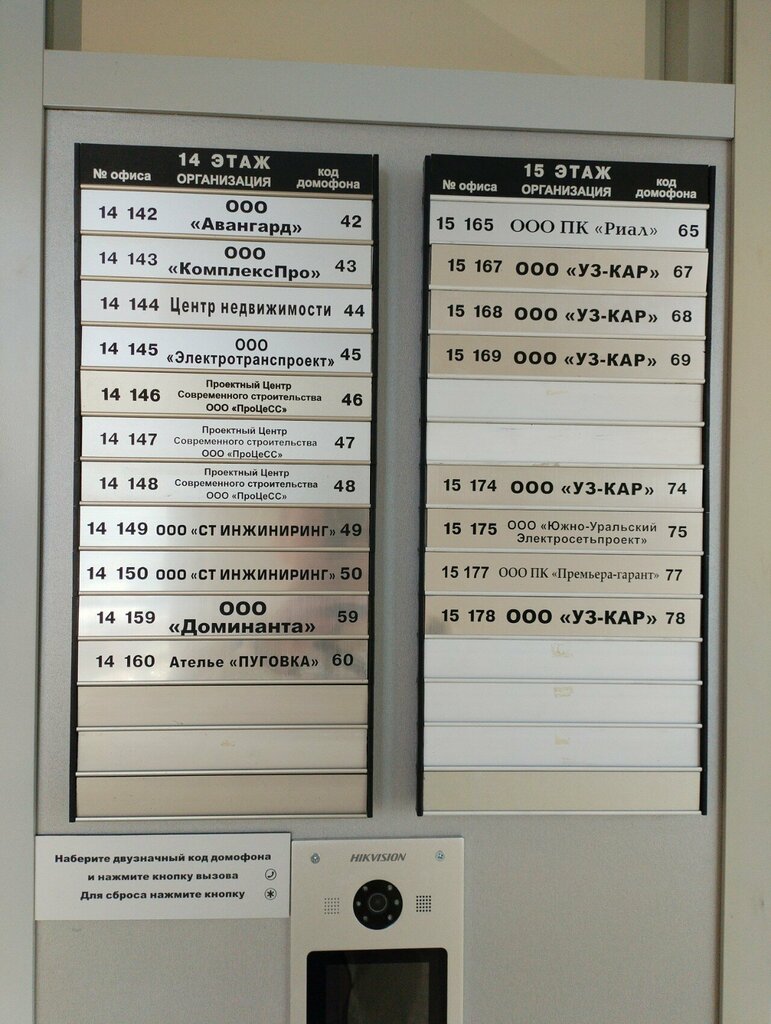 14 ЭТАЖ
№ офиса ОРГАНИЗАЦИЯ код домофона
14 142 ООО «Авангард» 42
14 143 ООО «КомплексПро» 43
14 144 Центр недвижимости 44
14 145 ООО «Электротранспроект» 45
14 146 Проектный Центр Современного строительства ООО «ПроЦеСС» 46
14 147 Проектный Центр Современного строительства ООО «ПроЦеСС» 47
14 148 Проектный Центр Современного строительства ООО «ПроЦеСС» 48
14 149 ООО «СТ ИНЖИНИРИНГ» 49
14 150 ООО «СТ ИНЖИНИРИНГ» 50
14 159 ООО «Доминанта» 59
14 160 Ателье «ПУГОВКА» 60
15 ЭТАЖ
№ офиса ОРГАНИЗАЦИЯ код домофона
15 165 ООО ПК «Риал» 65
15 167 ООО «УЗ-КАР» 67
15 168 ООО «УЗ-КАР» 68
15 169 ООО «УЗ-КАР» 69
15 174 ООО «УЗ-КАР» 74
15 175 ООО «Южно-Уральский Электросетьпроект» 75
15 177 ООО ПК «Премьера-гарант» 77
15 178 ООО «УЗ-КАР» 78
Наберите двузначный код домофона
и нажмите кнопку вызова
Для сброса нажмите кнопку
HIKVISION